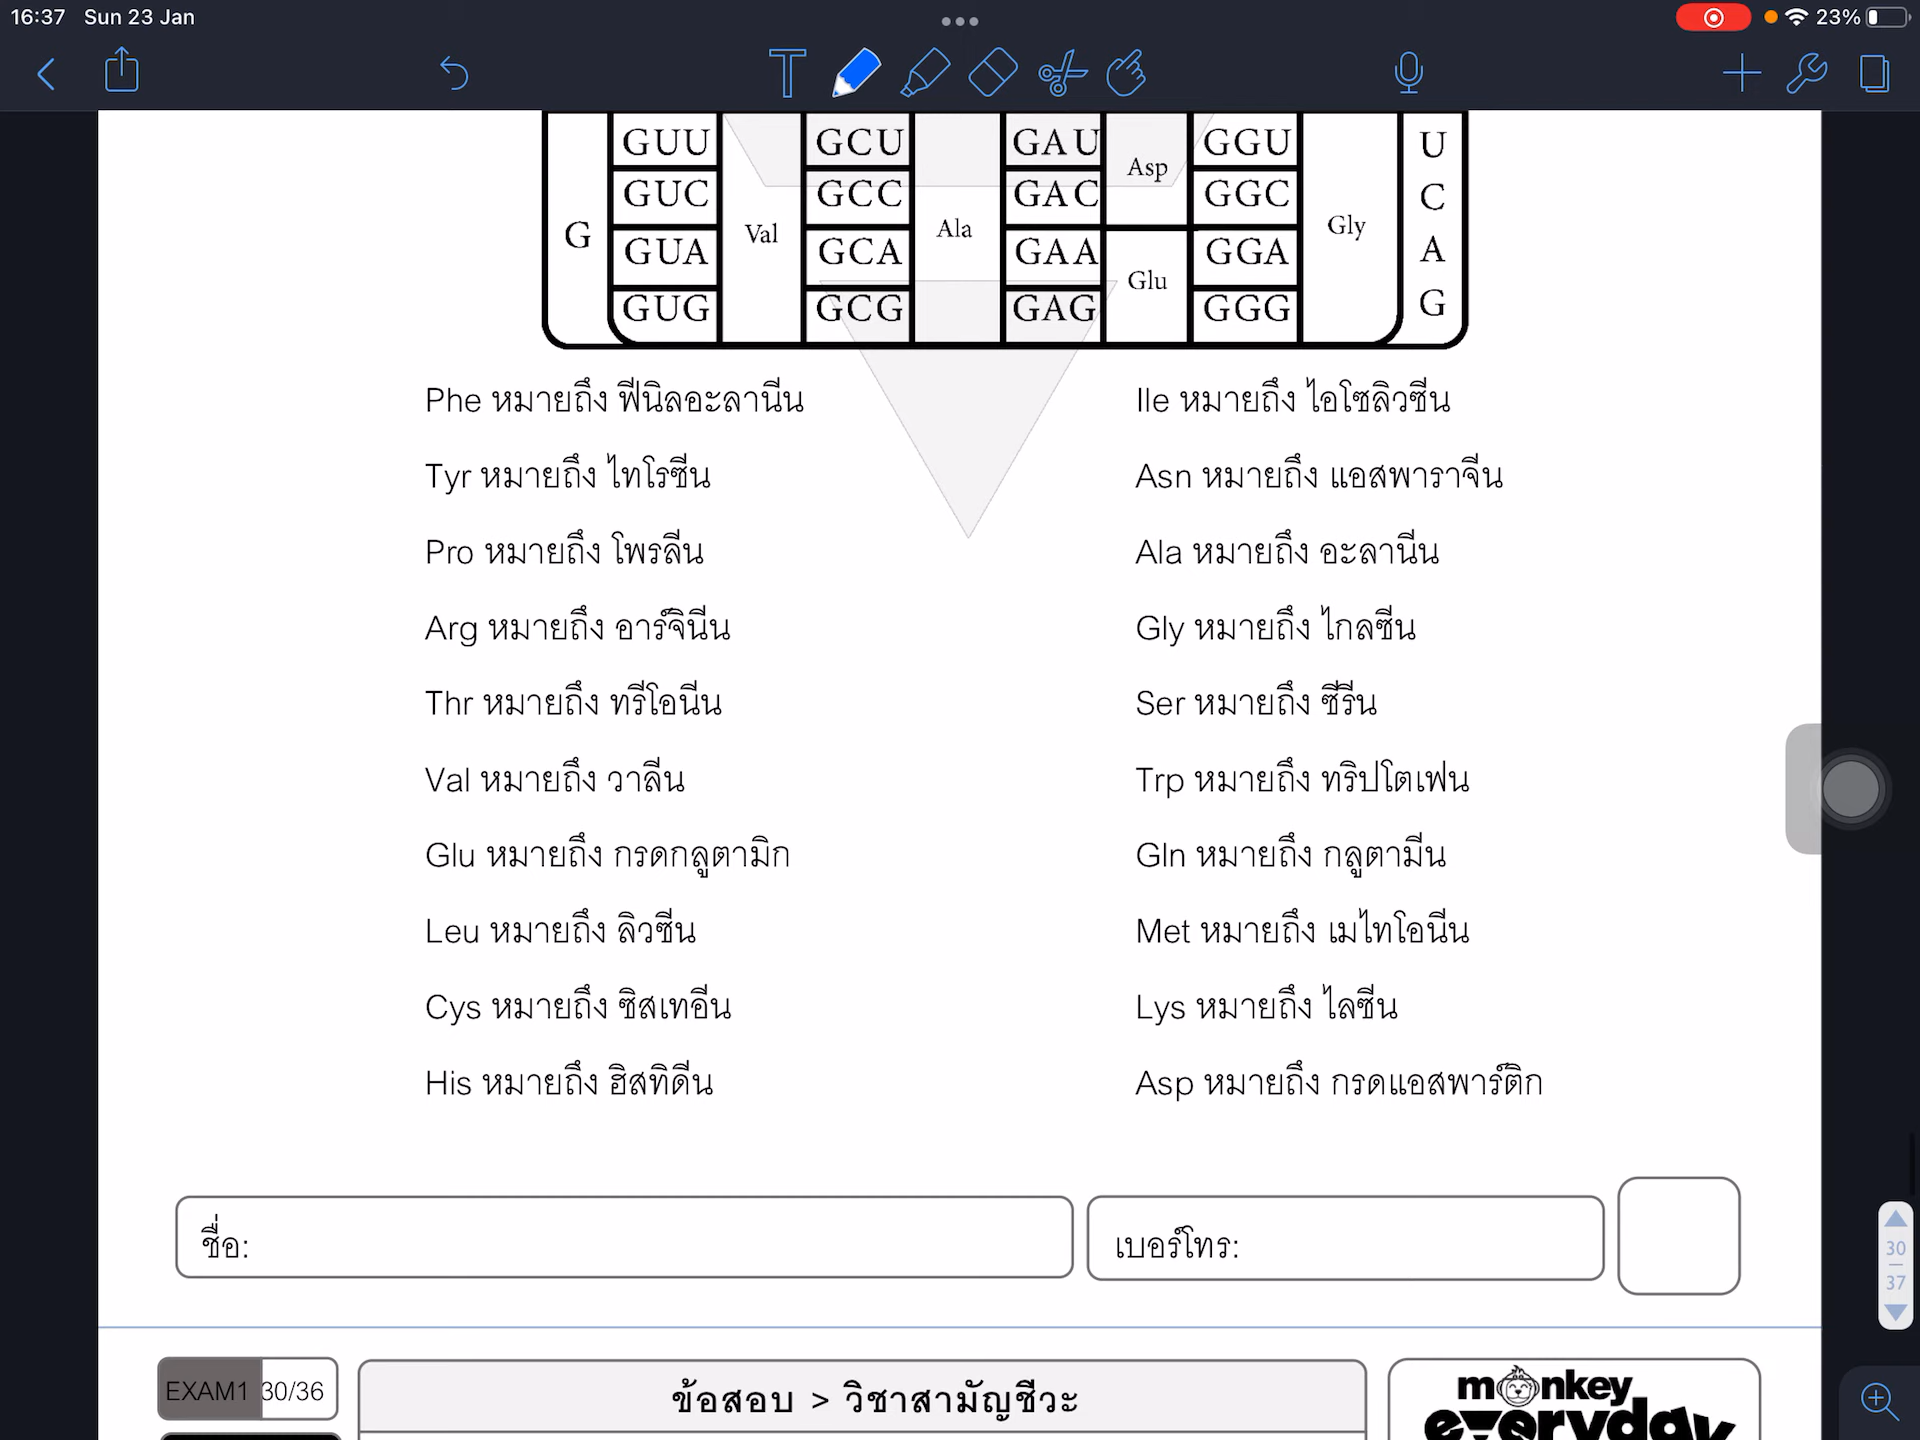 16:37 Sun 23 Jan
23%
GUU GCU GAU GGU U
Asp
GUC GCC GAC GGC C
G Val Ala Gly
GUA GCA GAA GGA A
Glu
GUG GCG GAG GGG G
Phe หมายถึง ฟีนิลอะลานีน
Ile หมายถึง ไอโซลิวซีน
Tyr หมายถึง ไทโรซีน
Asn หมายถึง แอสพาราจีน
Pro หมายถึง โพรลีน
Ala หมายถึง อะลานีน
Arg หมายถึง อาร์จินีน
Gly หมายถึง ไกลซีน
Thr หมายถึง ทรีโอนีน
Ser หมายถึง ซีรีน
Val หมายถึง วาลีน
Trp หมายถึง ทริปโตเฟน
Glu หมายถึง กรดกลูตามิก
Gln หมายถึง กลูตามีน
Leu หมายถึง ลิวซีน
Met หมายถึง เมไทโอนีน
Cys หมายถึง ซิสเทอีน
Lys หมายถึง ไลซีน
His หมายถึง ฮิสทิดีน
Asp หมายถึง กรดแอสพาร์ติก
ชื่อ:
เบอร์โทร:
30
37
EXAM1 30/36
ข้อสอบ > วิชาสามัญชีวะ
monkey
everyday